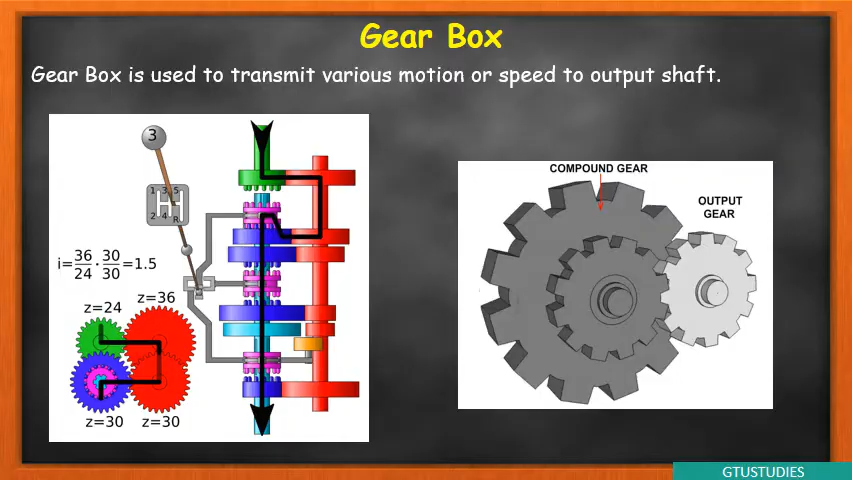 Gear Box
Gear Box is used to transmit various motion or speed to output shaft.
3
1 3 5
2 4 R
i=36/24·30/30=1.5
z=24
z=36
z=30
z=30
COMPOUND GEAR
OUTPUT
GEAR
GTUSTUDIES